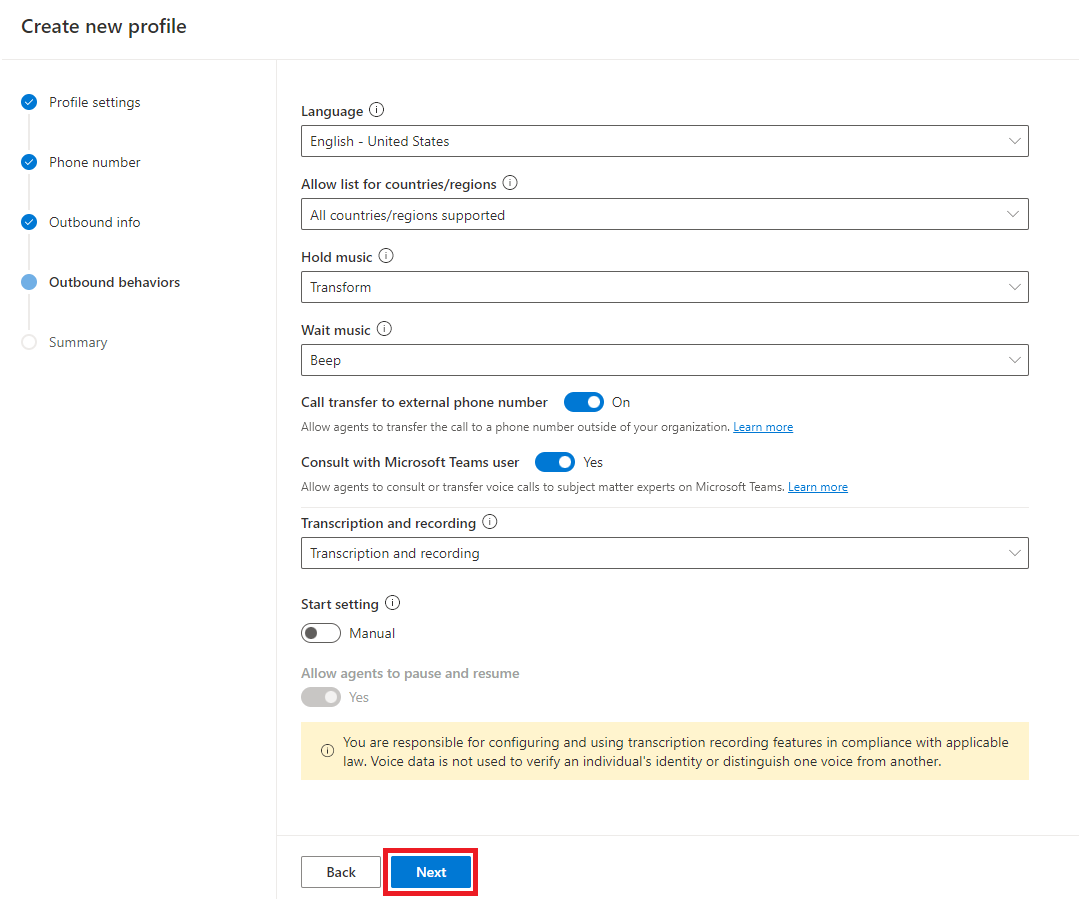 Create new profile
Profile settings
Phone number
Outbound info
Outbound behaviors
Summary
Language
English - United States
Allow list for countries/regions
All countries/regions supported
Hold music
Transform
Wait music
Beep
Call transfer to external phone number On
Allow agents to transfer the call to a phone number outside of your organization. Learn more
Consult with Microsoft Teams user Yes
Allow agents to consult or transfer voice calls to subject matter experts on Microsoft Teams. Learn more
Transcription and recording
Transcription and recording
Start setting
Manual
Allow agents to pause and resume
Yes
You are responsible for configuring and using transcription recording features in compliance with applicable
law. Voice data is not used to verify an individual's identity or distinguish one voice from another.
Back Next